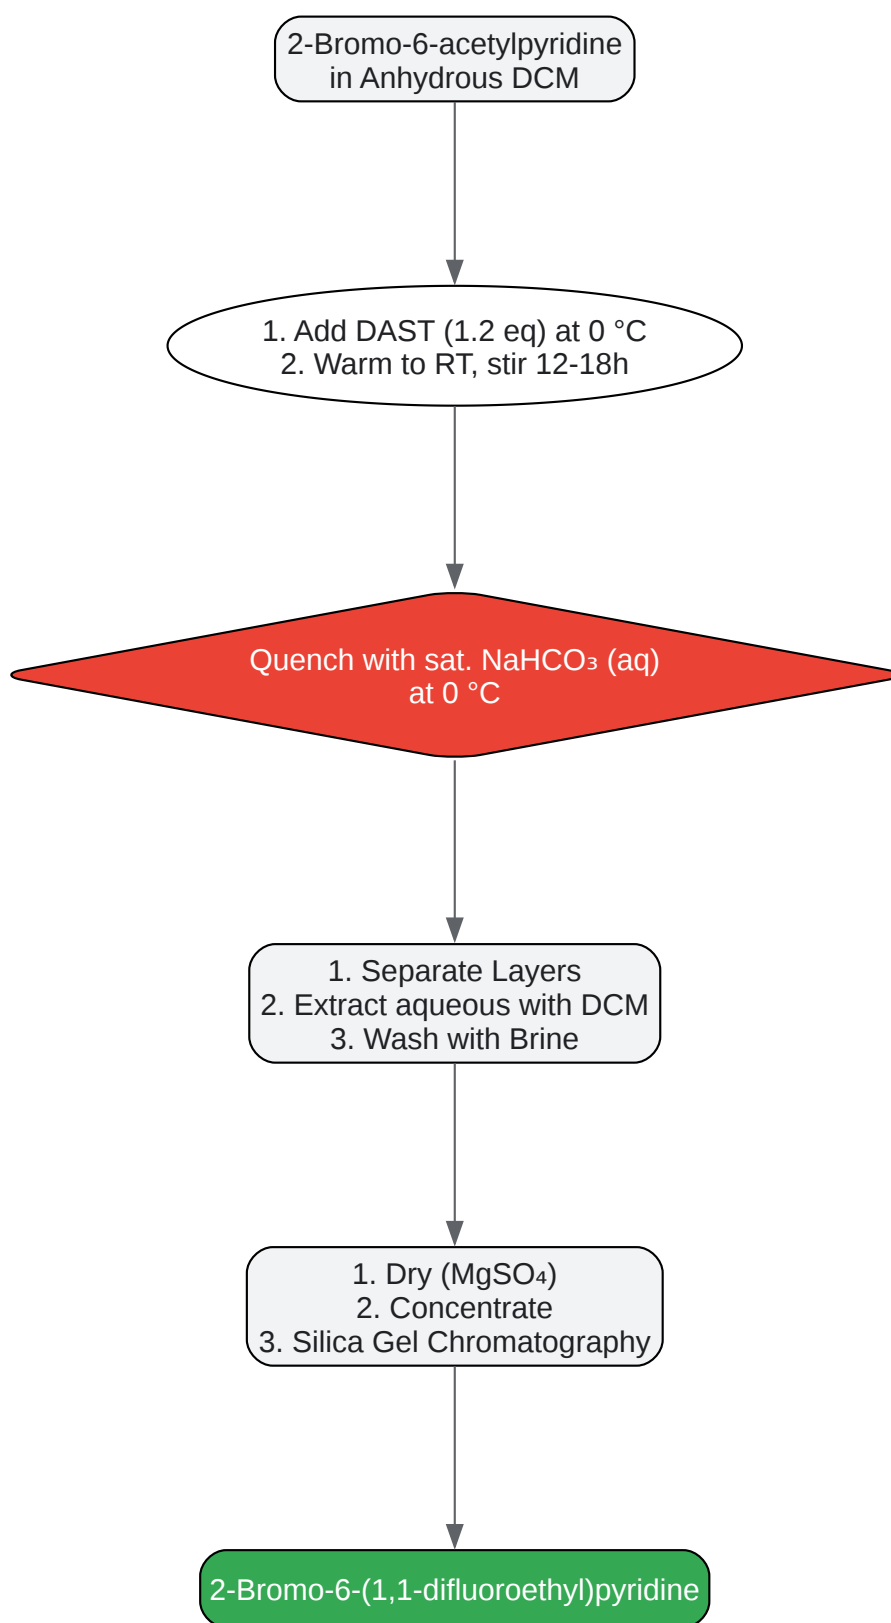 2-Bromo-6-acetylpyridine
in Anhydrous DCM
1. Add DAST (1.2 eq) at 0 °C
2. Warm to RT, stir 12-18h
Quench with sat. NaHCO₃ (aq)
at 0 °C
1. Separate Layers
2. Extract aqueous with DCM
3. Wash with Brine
1. Dry (MgSO₄)
2. Concentrate
3. Silica Gel Chromatography
2-Bromo-6-(1,1-difluoroethyl)pyridine